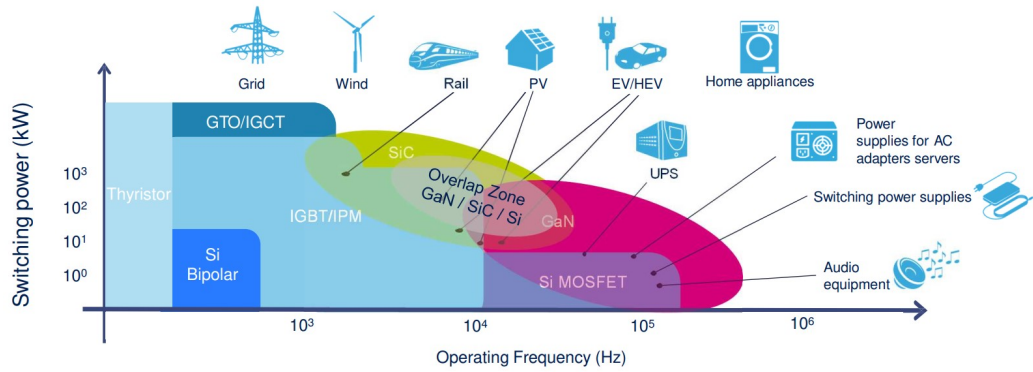 Grid
Wind
Rail
PV
EV/HEV
Home appliances
Switching power (kW)
10³
10²
10¹
10⁰
Thyristor
GTO/IGCT
SiC
Overlap Zone
GaN / SiC / Si
IGBT/IPM
GaN
Si
Bipolar
Si MOSFET
UPS
Power
supplies for AC
adapters servers
Switching power supplies
Audio
equipment
10³
10⁴
10⁵
10⁶
Operating Frequency (Hz)